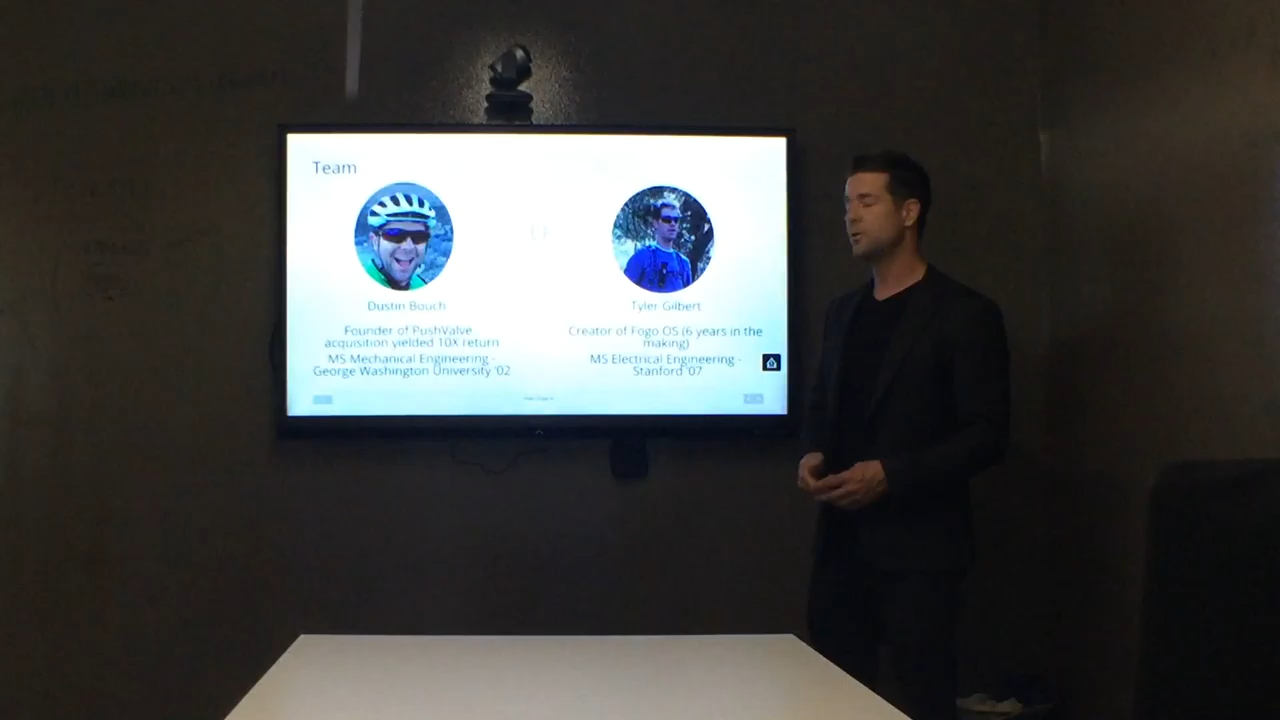 Team
Dustin Bouch
Founder of PushValve
acquisition yielded 10X return
MS Mechanical Engineering -
George Washington University '02
Tyler Gilbert
Creator of Fogo OS (6 years in the
making)
MS Electrical Engineering -
Stanford '07